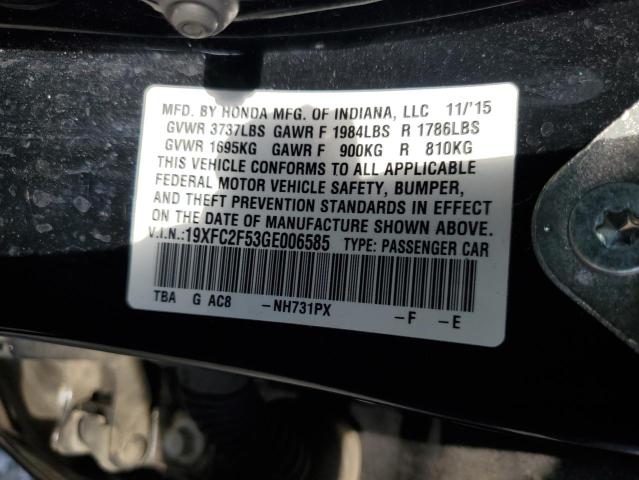 MFD. BY HONDA MFG. OF INDIANA, LLC 11/'15
GVWR 3737LBS GAWR F 1984LBS R 1786LBS
GVWR 1695KG GAWR F 900KG R 810KG
THIS VEHICLE CONFORMS TO ALL APPLICABLE
FEDERAL MOTOR VEHICLE SAFETY, BUMPER,
AND THEFT PREVENTION STANDARDS IN EFFECT
ON THE DATE OF MANUFACTURE SHOWN ABOVE.
V.I.N.:19XFC2F53GE006585 TYPE: PASSENGER CAR
TBA G AC8 -NH731PX -F -E